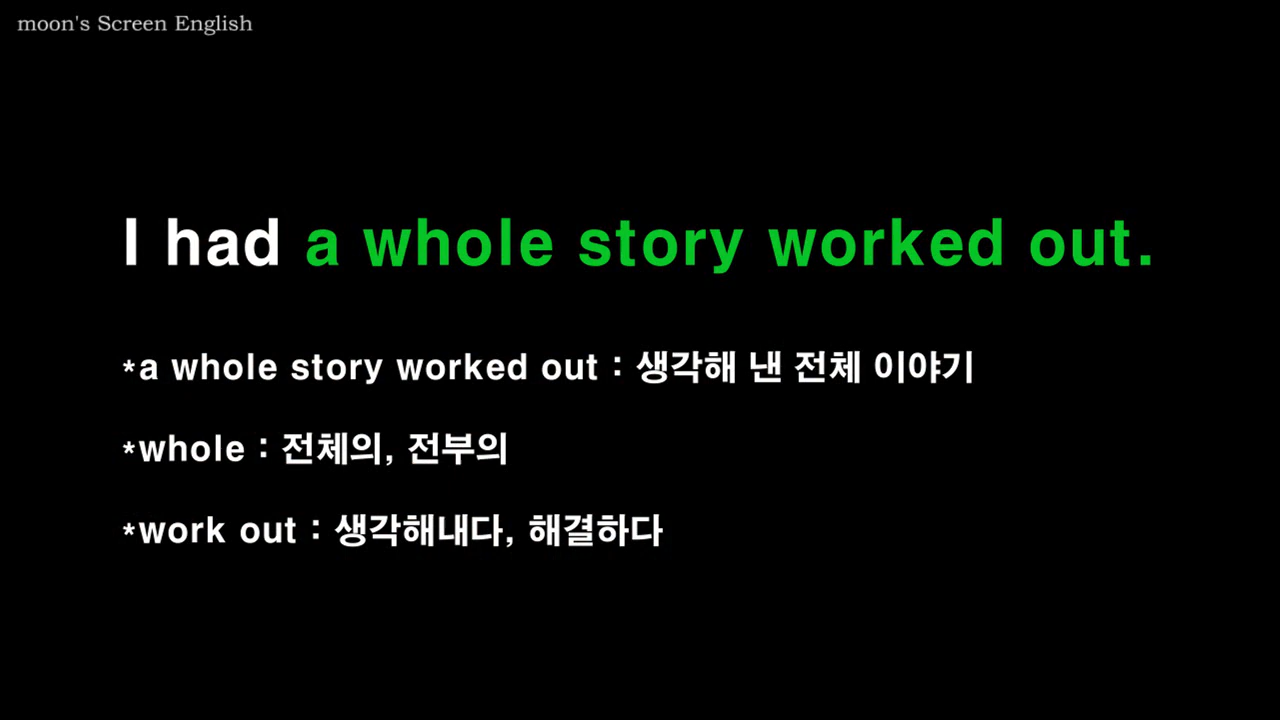 moon's Screen English
I had a whole story worked out.
*a whole story worked out : 생각해 낸 전체 이야기
*whole : 전체의, 전부의
*work out : 생각해내다, 해결하다